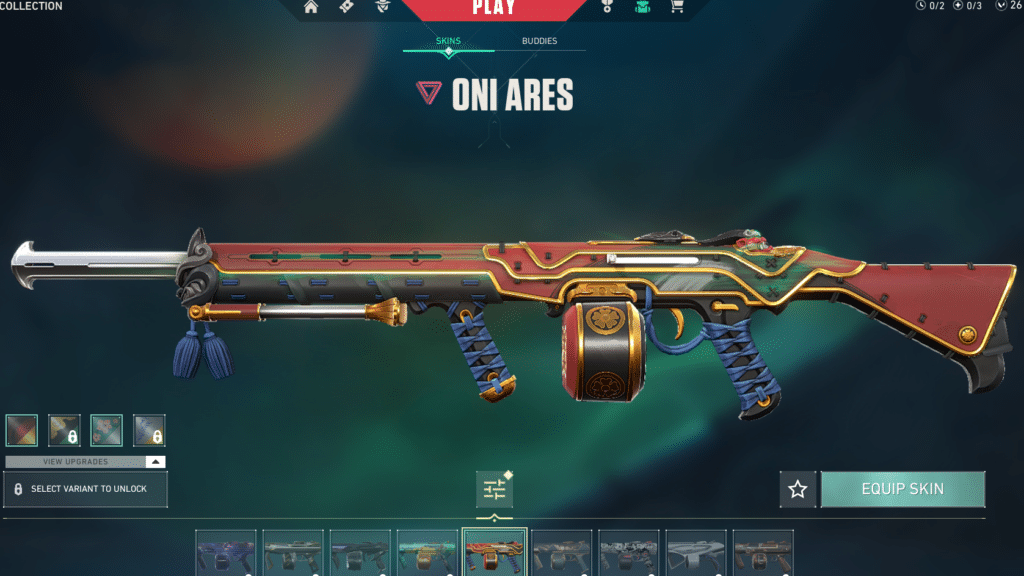 COLLECTION
PLAY
0/2
0/3
26
SKINS
BUDDIES
ONI ARES
VIEW UPGRADES
SELECT VARIANT TO UNLOCK
EQUIP SKIN